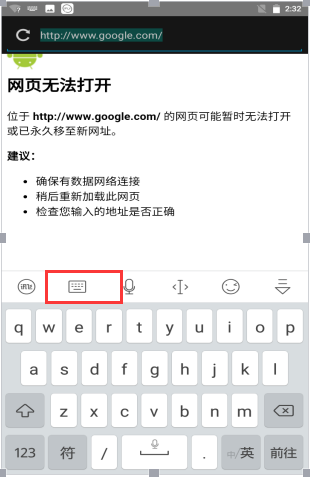 2:32
http://www.google.com/
网页无法打开
位于 http://www.google.com/ 的网页可能暂时无法打开
或已永久移至新网址。
建议：
• 确保有数据网络连接
• 稍后重新加载此网页
• 检查您输入的地址是否正确
q w e r t y u i o p
a s d f g h j k l
z x c v b n m
123 符 / . 中/英 前往